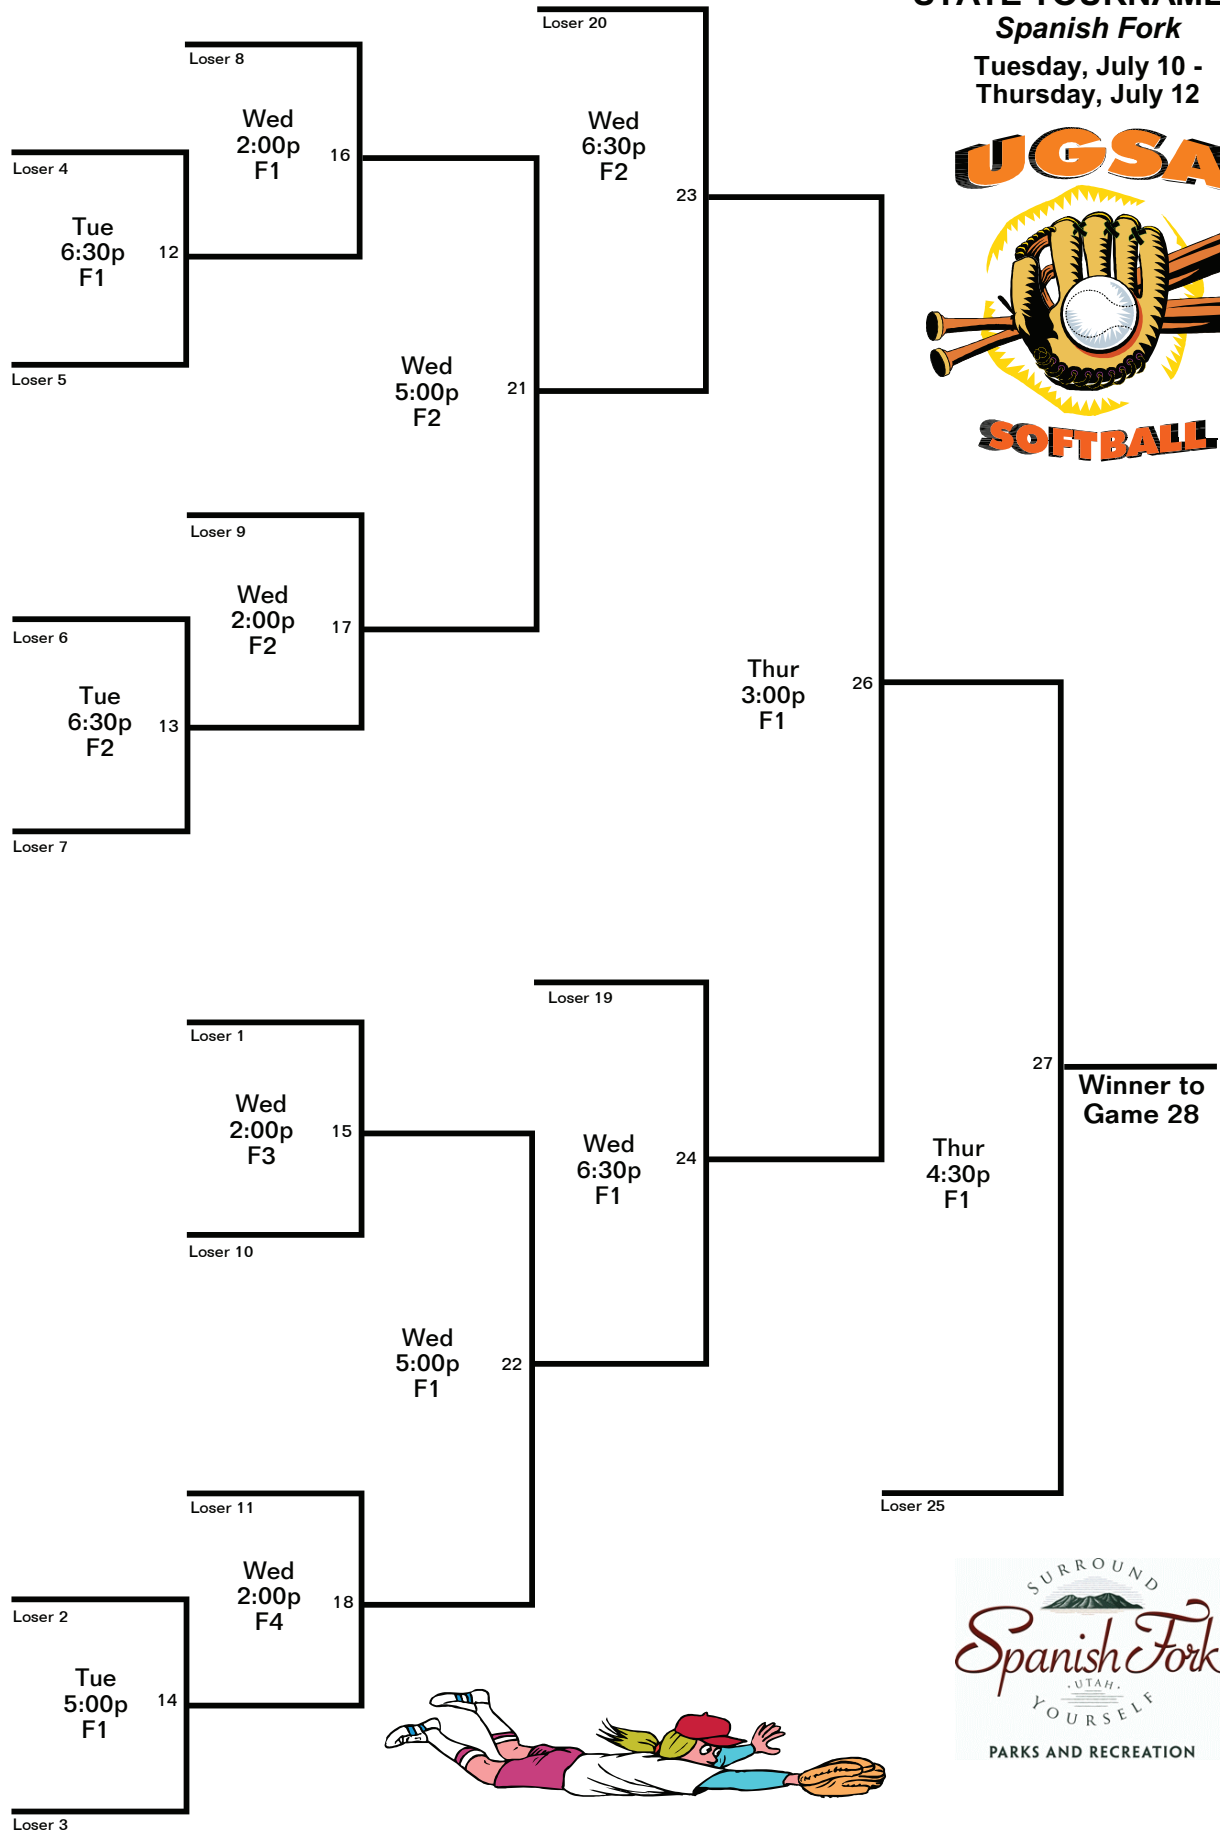 Spanish Fork
Tuesday, July 10 -
Thursday, July 12
UGSA
SOFTBALL
Loser 20
Loser 8
Wed
2:00p
F1
16
Wed
6:30p
F2
23
Loser 4
Tue
6:30p
F1
12
Loser 5
Wed
5:00p
F2
21
Loser 9
Wed
2:00p
F2
17
Loser 6
Tue
6:30p
F2
13
Loser 7
Thur
3:00p
F1
26
Loser 19
Loser 1
Wed
2:00p
F3
15
Loser 10
Wed
6:30p
F1
24
27
Winner to
Game 28
Thur
4:30p
F1
Wed
5:00p
F1
22
Loser 11
Wed
2:00p
F4
18
Loser 25
Loser 2
Tue
5:00p
F1
14
Loser 3
SURROUND
Spanish Fork
·UTAH·
YOURSELF
PARKS AND RECREATION